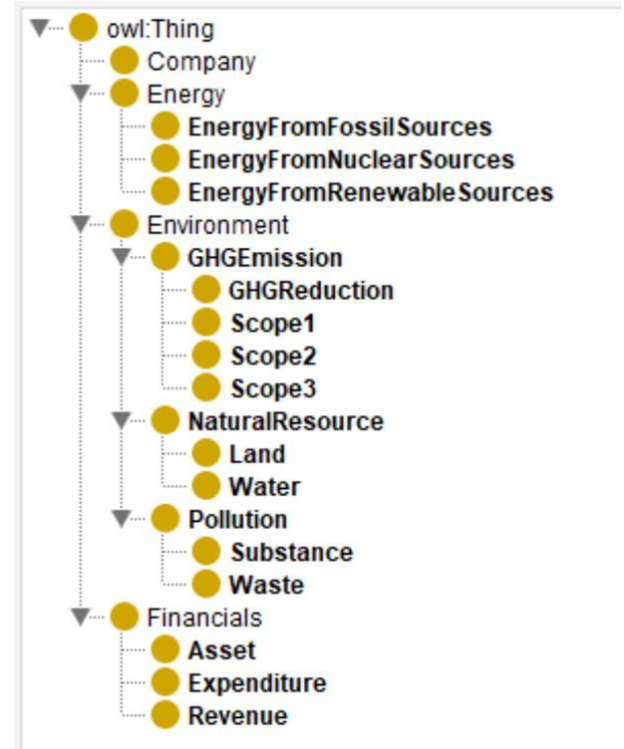 owl:Thing
Company
Energy
EnergyFromFossilSources
EnergyFromNuclearSources
EnergyFromRenewableSources
Environment
GHGEmission
GHGReduction
Scope1
Scope2
Scope3
NaturalResource
Land
Water
Pollution
Substance
Waste
Financials
Asset
Expenditure
Revenue